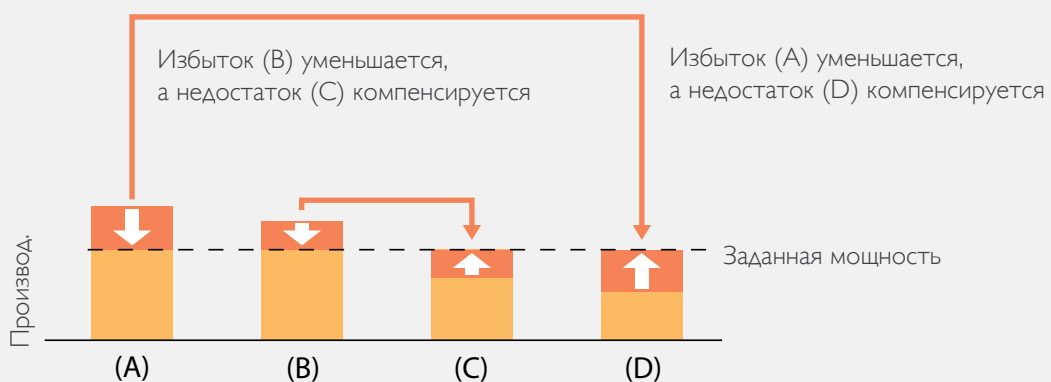 Избыток (B) уменьшается,
а недостаток (C) компенсируется
Избыток (A) уменьшается,
а недостаток (D) компенсируется
Заданная мощность
Производ.
(A)
(B)
(C)
(D)